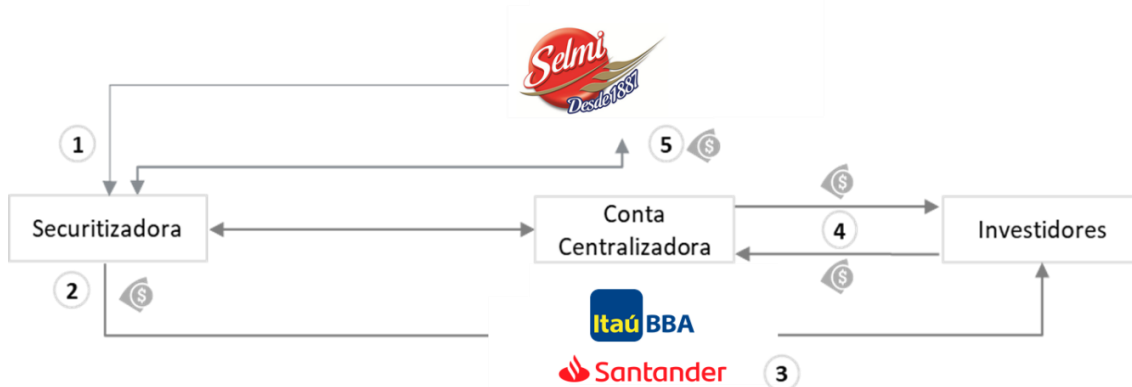 Selmi
Desde 1887
1
5
$
$
Securitizadora
Conta
Centralizadora
4
Investidores
2
$
$
Itaú BBA
Santander
3